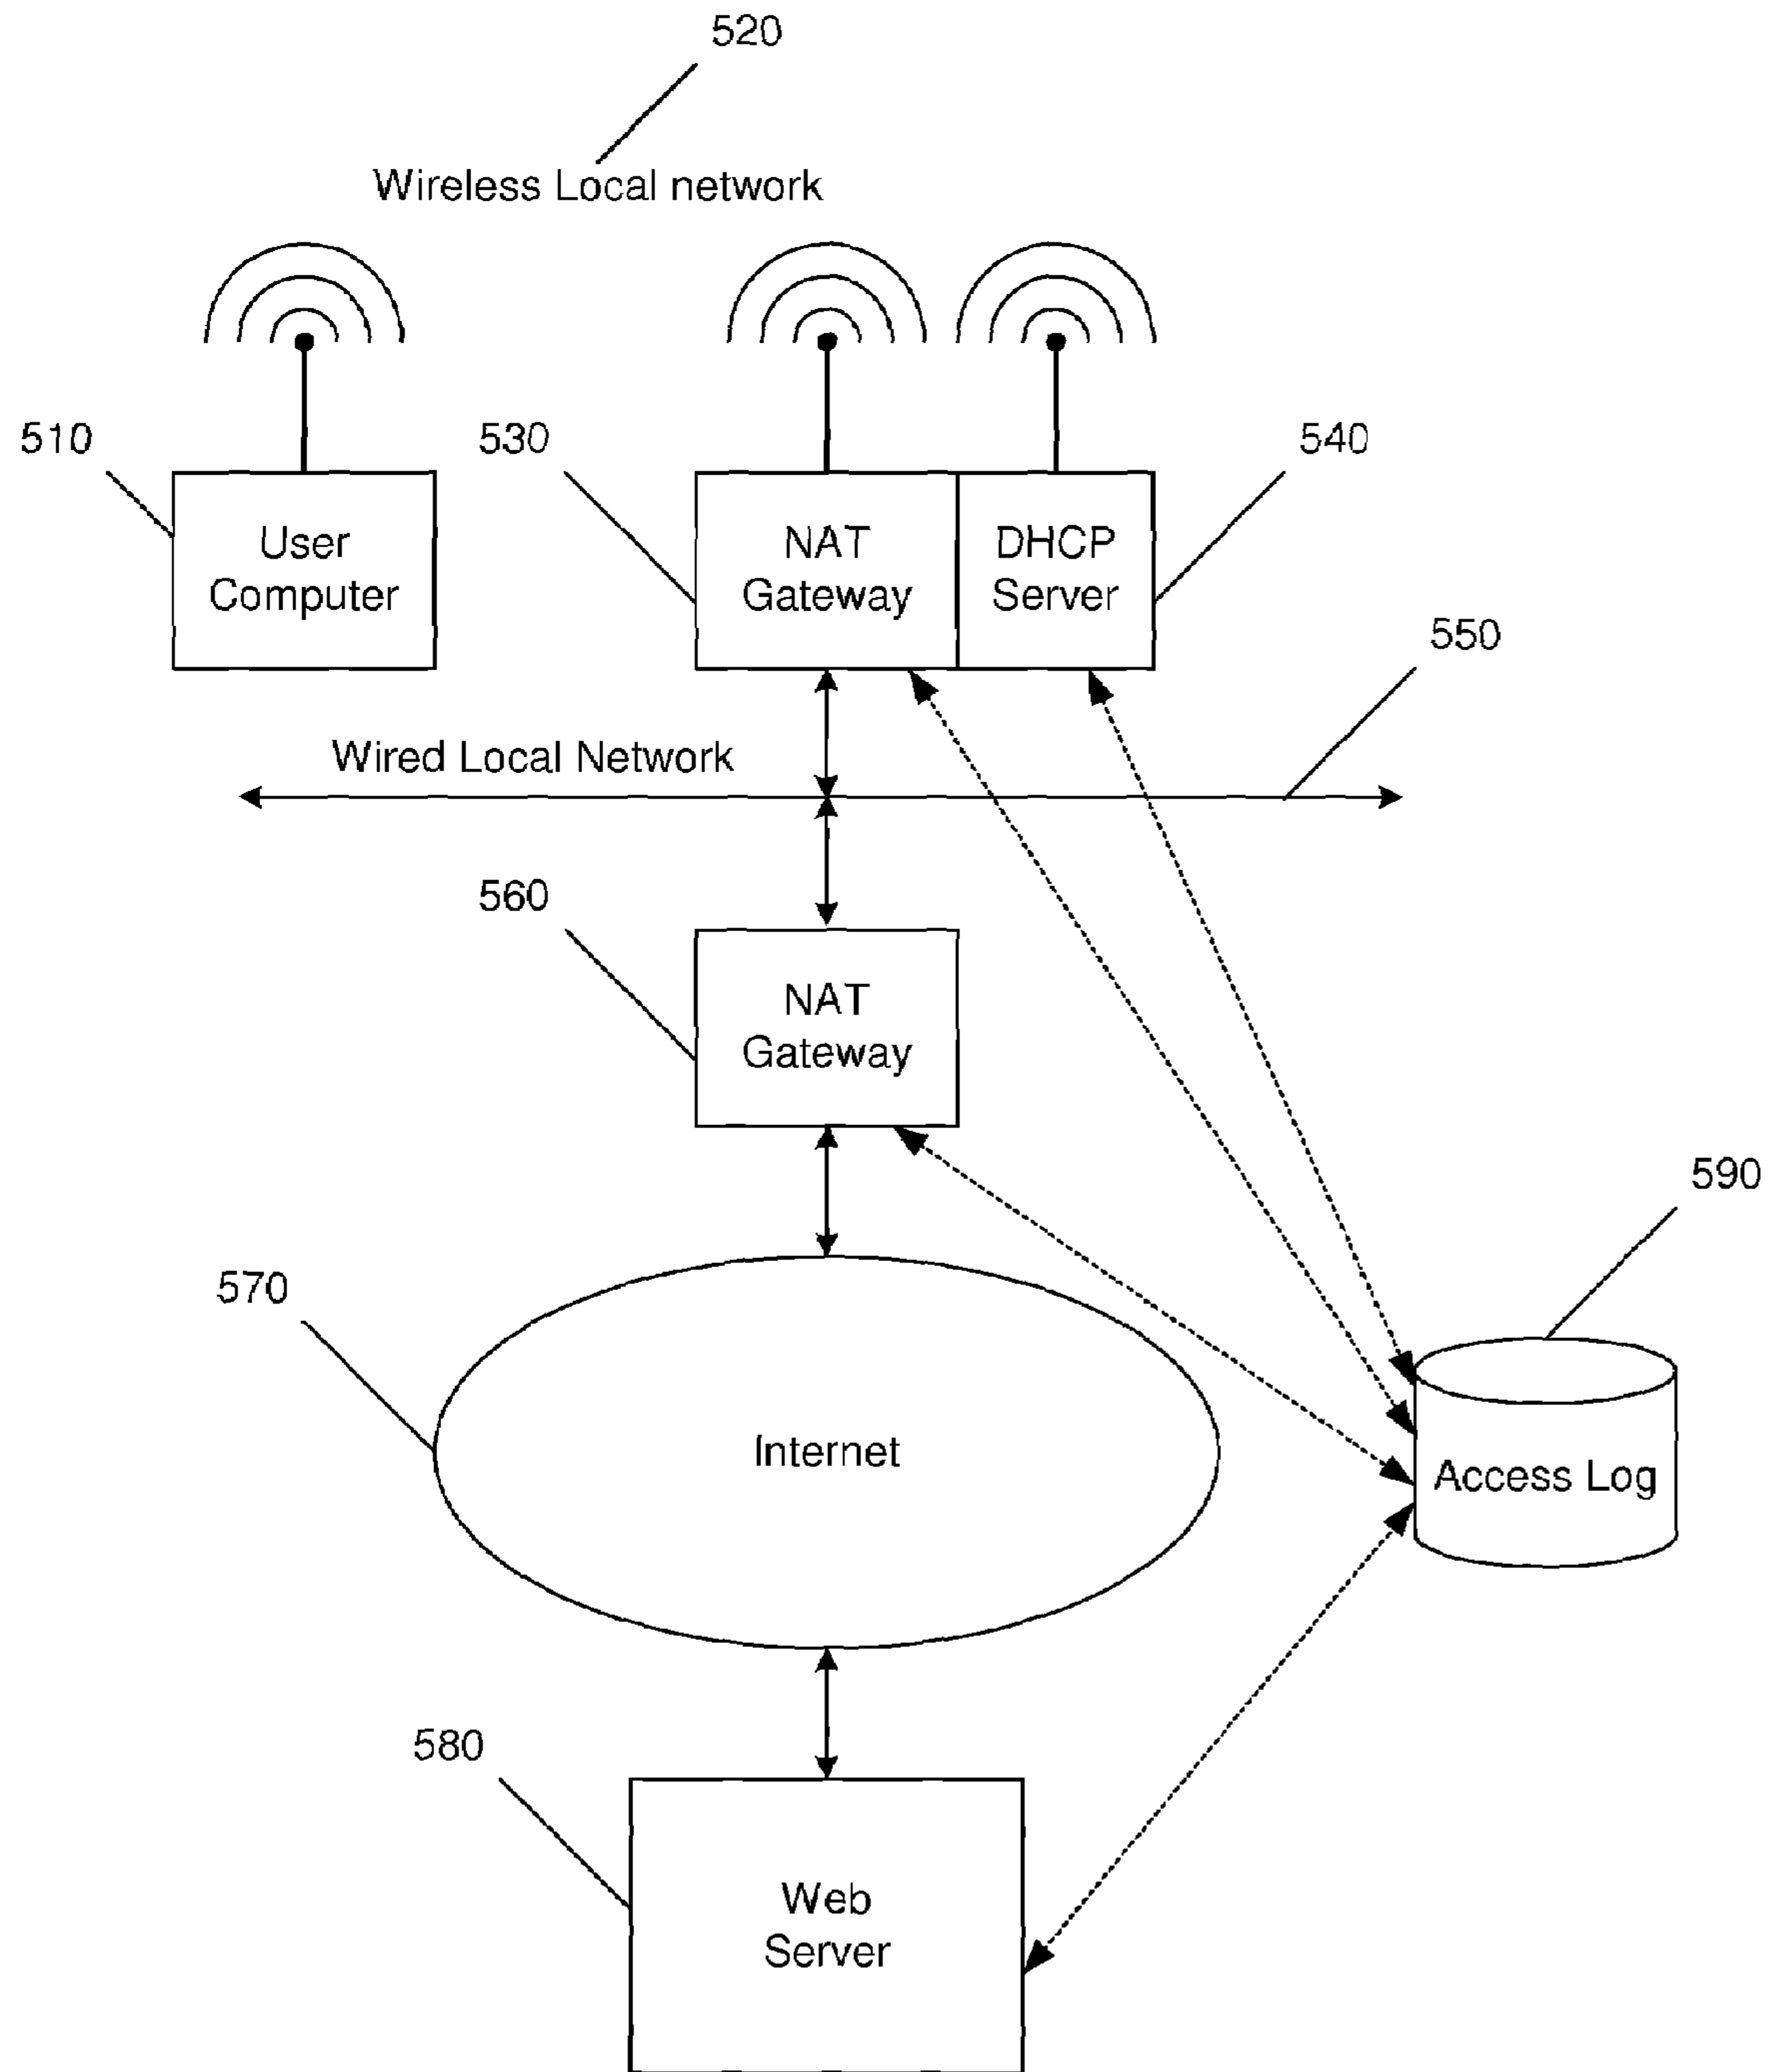 520
Wireless Local network
510
530
540
User
Computer
NAT
Gateway
DHCP
Server
550
Wired Local Network
560
NAT
Gateway
590
570
Internet
Access Log
580
Web
Server